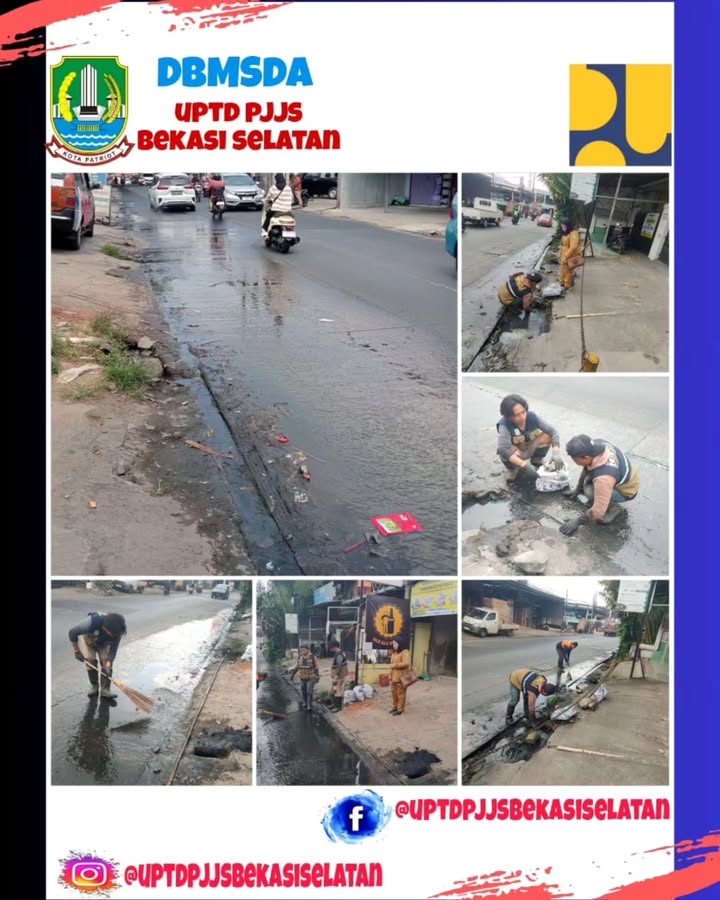 DBMSDA
UPTD PJJS
BEKASI SELATAN
KOTA PATRIOT
@UPTDPJJSBEKASISELATAN
@UPTDPJJSBEKASISELATAN